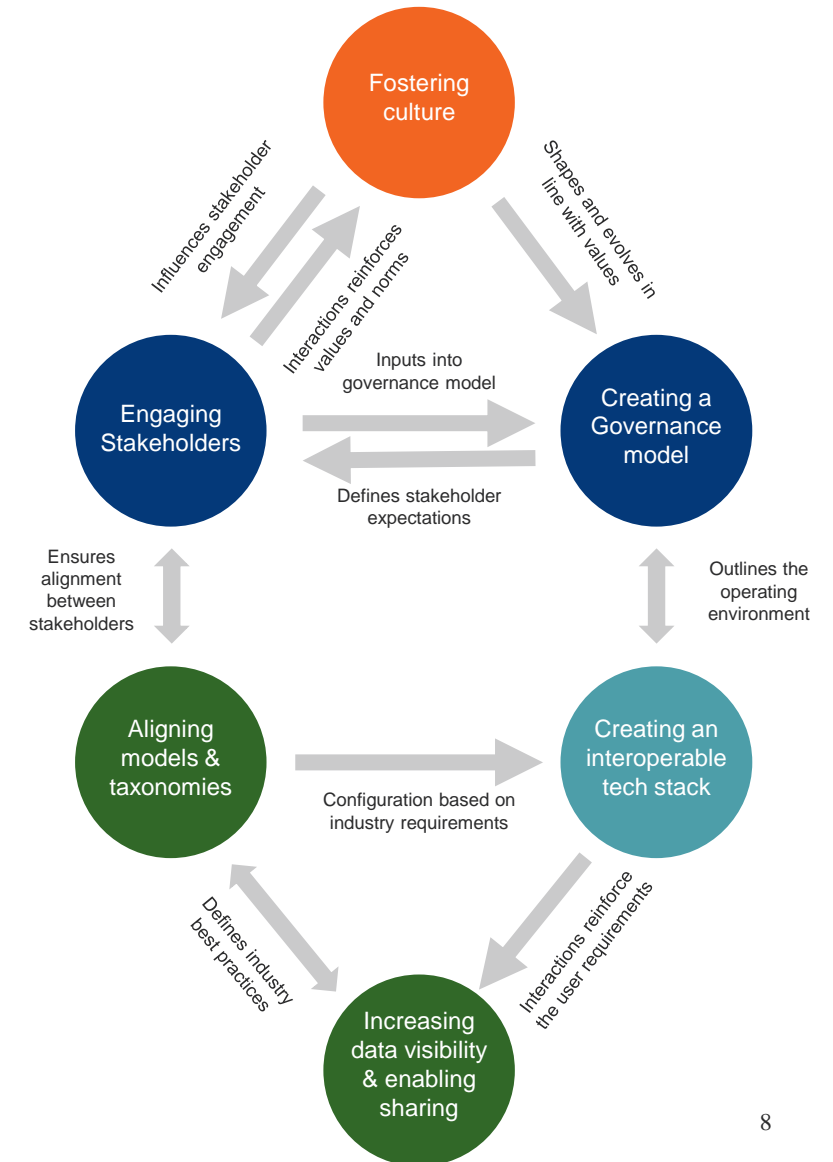 Fostering
culture
Influences stakeholder
engagement
Interactions reinforces
values and norms
Shapes and evolves in
line with values
Engaging
Stakeholders
Inputs into
governance model
Defines stakeholder
expectations
Creating a
Governance
model
Ensures
alignment
between
stakeholders
Outlines the
operating
environment
Aligning
models &
taxonomies
Configuration based on
industry requirements
Creating an
interoperable
tech stack
Defines industry
best practices
Interactions reinforce
the user requirements
Increasing
data visibility
& enabling
sharing
8